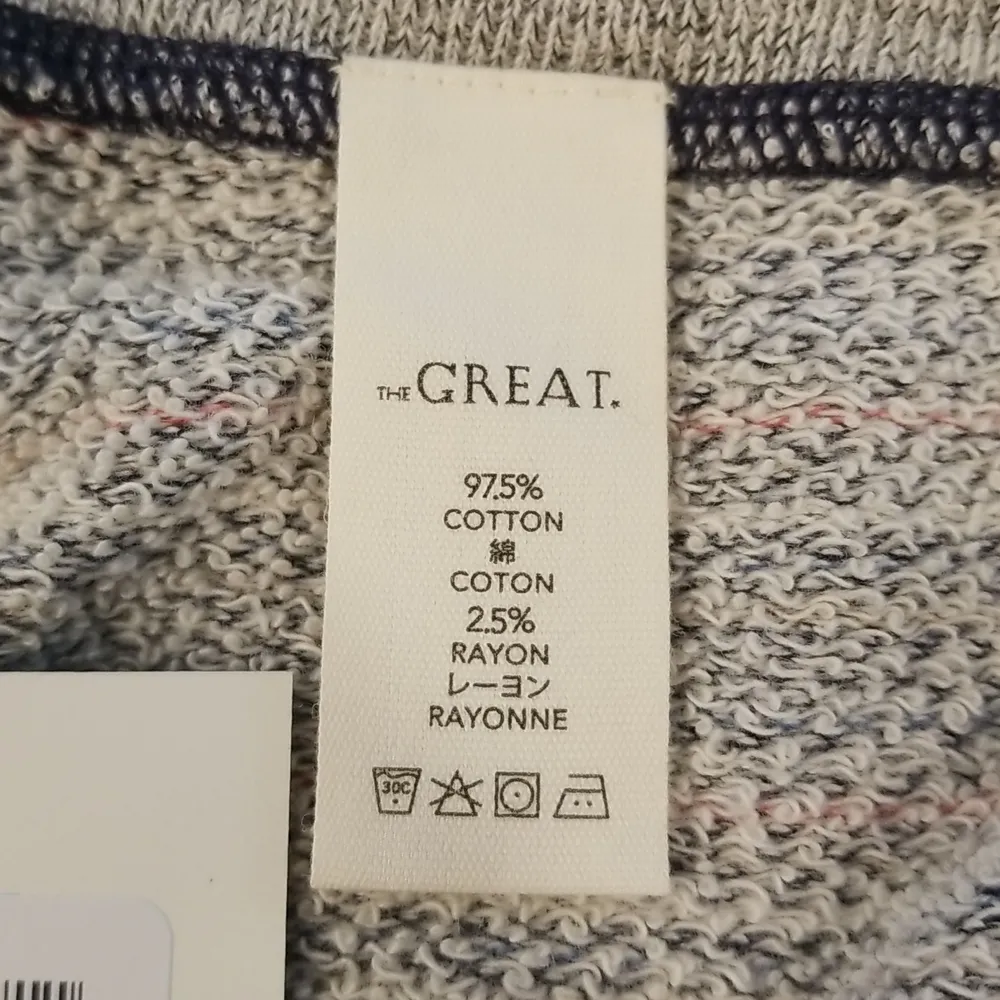 THE GREAT.
97.5%
COTTON
綿
COTON
2.5%
RAYON
レーヨン
RAYONNE
30C